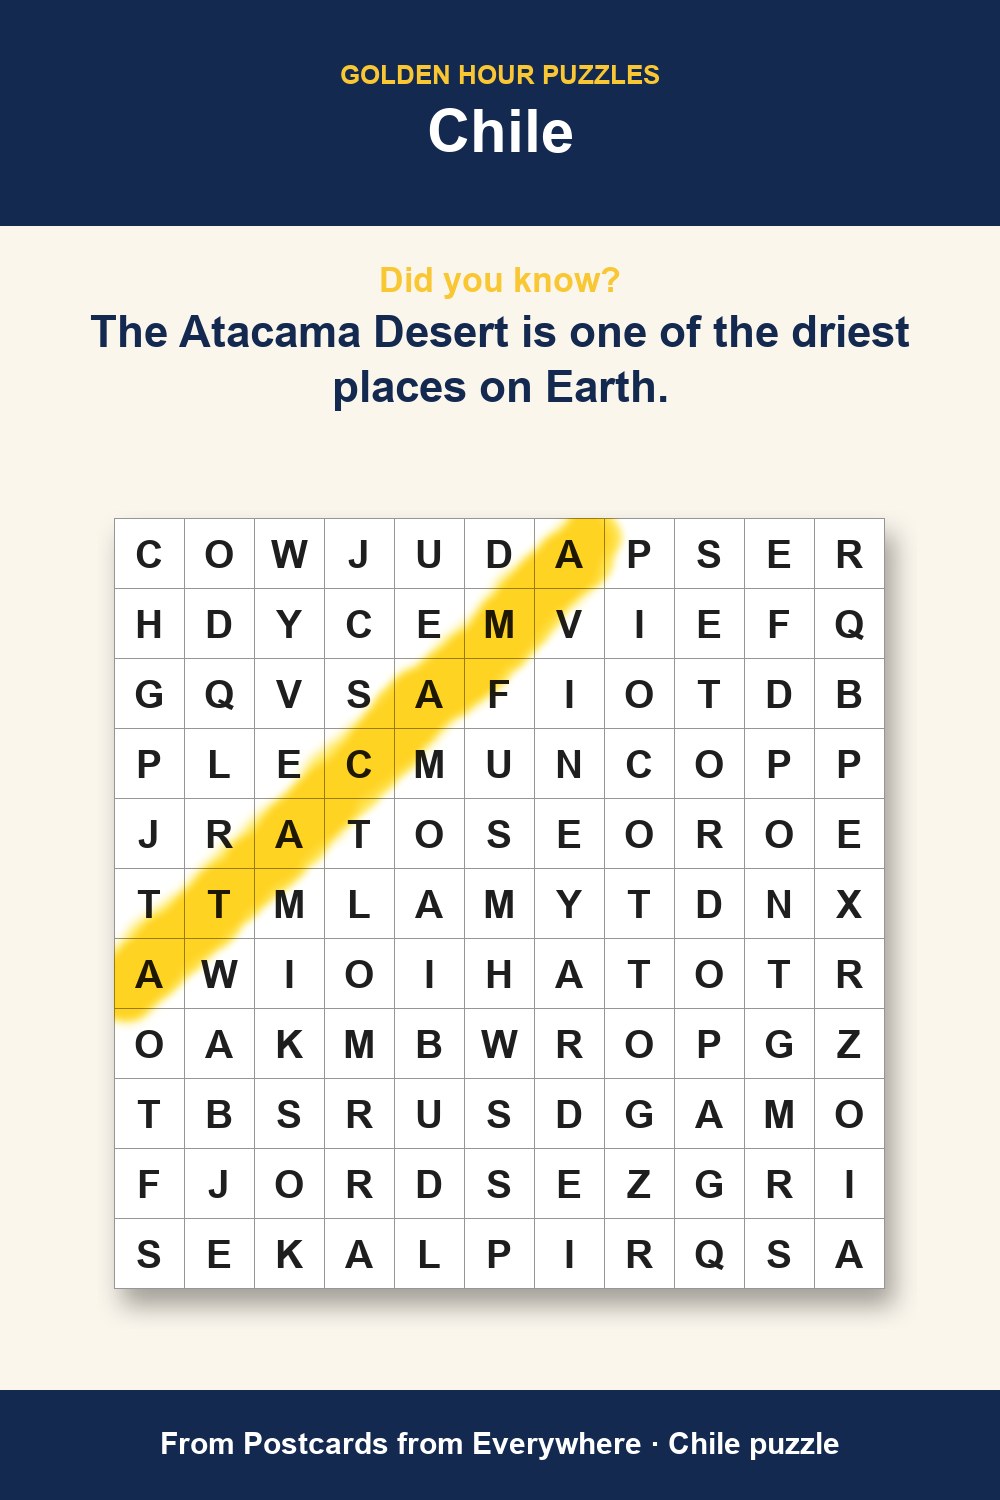 GOLDEN HOUR PUZZLES
Chile
Did you know?
The Atacama Desert is one of the driest
places on Earth.
C O W J U D A P S E R
H D Y C E M V I E F Q
G Q V S A F I O T D B
P L E C M U N C O P P
J R A T O S E O R O E
T T M L A M Y T D N X
A W I O I H A T O T R
O A K M B W R O P G Z
T B S R U S D G A M O
F J O R D S E Z G R I
S E K A L P I R Q S A
From Postcards from Everywhere · Chile puzzle